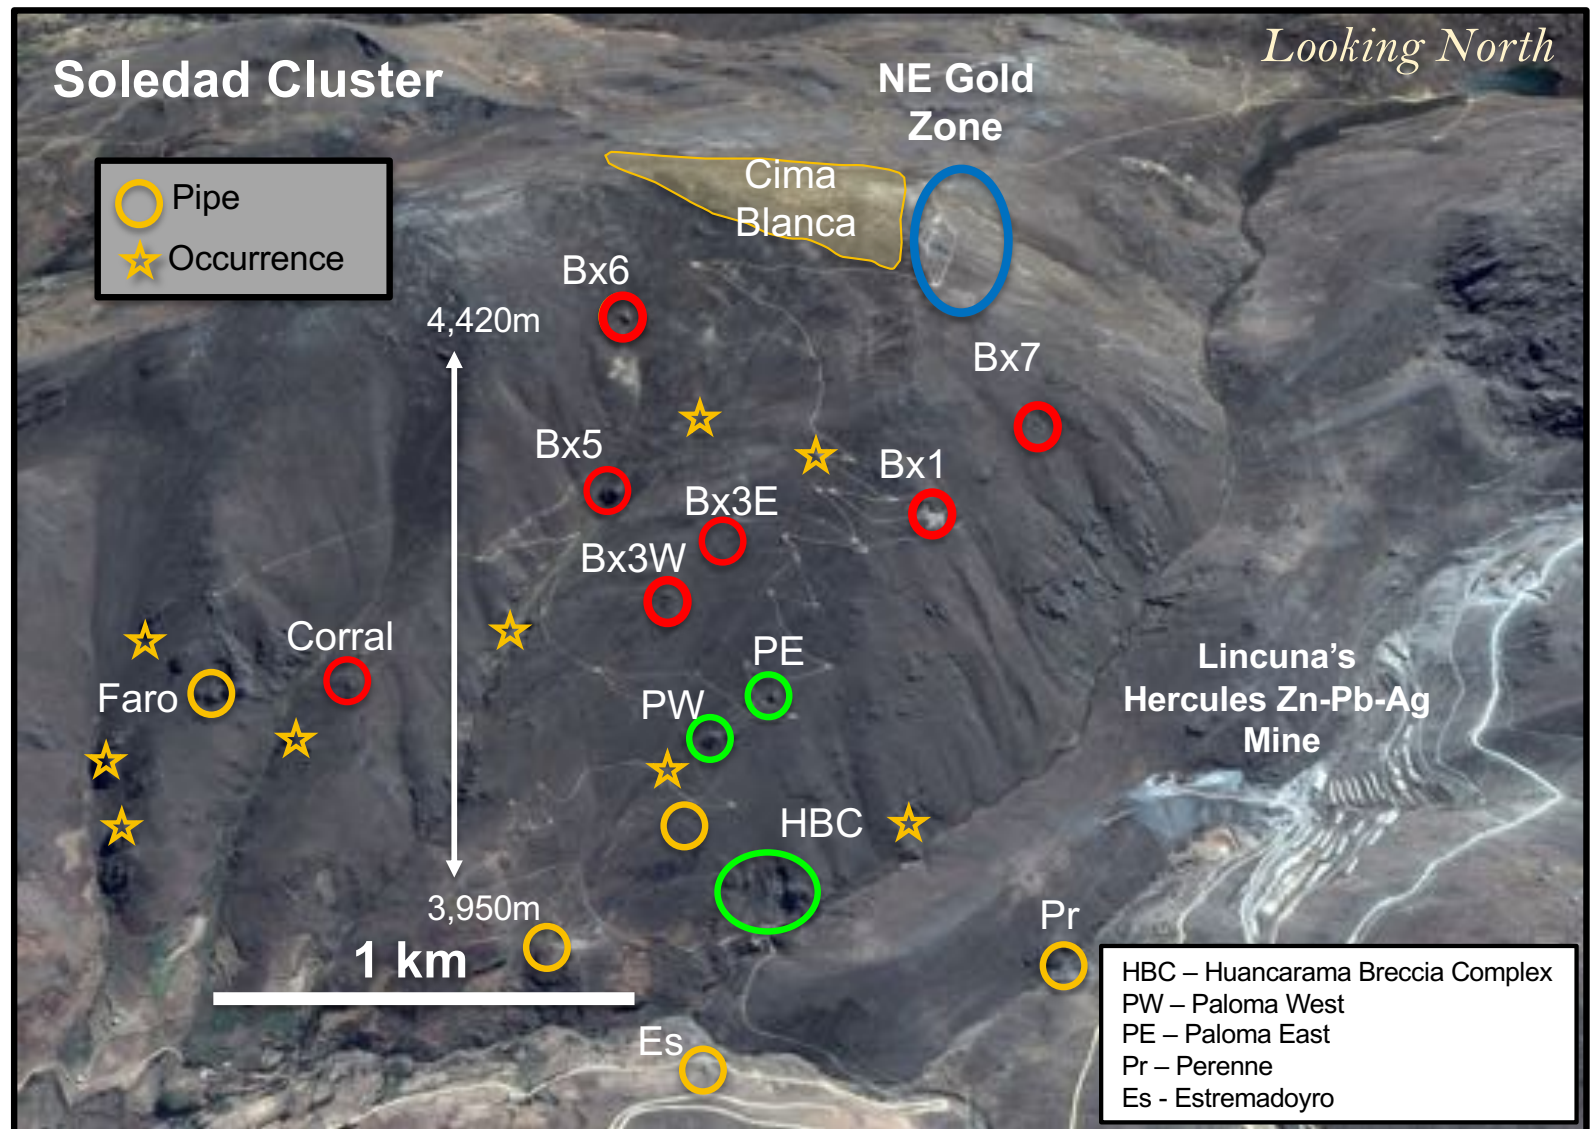 Looking North
Soledad Cluster
NE Gold
Zone
Pipe
Occurrence
Cima
Blanca
Bx6
4,420m
Bx7
Bx5
Bx1
Bx3E
Bx3W
Corral
PE
Faro
PW
Lincuna’s
Hercules Zn-Pb-Ag
Mine
HBC
3,950m
1 km
Pr
Es
HBC – Huancarama Breccia Complex
PW – Paloma West
PE – Paloma East
Pr – Perenne
Es - Estremadoyro